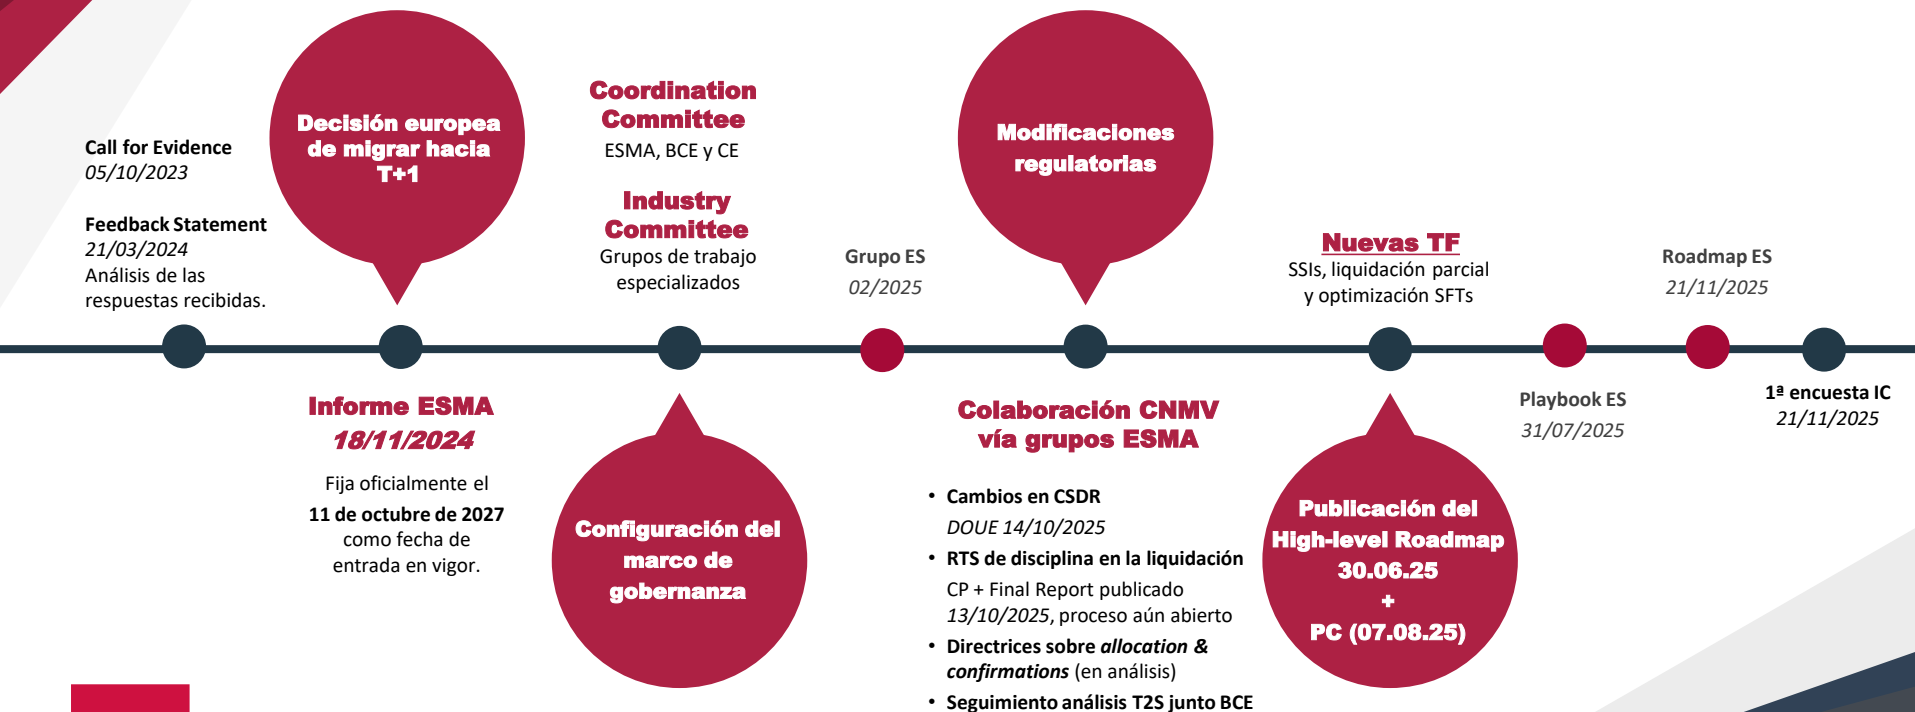 Call for Evidence
05/10/2023
Feedback Statement
21/03/2024
Análisis de las
respuestas recibidas.
Decisión europea
de migrar hacia
T+1
Informe ESMA
18/11/2024
Fija oficialmente el
11 de octubre de 2027
como fecha de
entrada en vigor.
Coordination
Committee
ESMA, BCE y CE
Industry
Committee
Grupos de trabajo
especializados
Configuración del
marco de
gobernanza
Grupo ES
02/2025
Modificaciones
regulatorias
Colaboración CNMV
vía grupos ESMA
• Cambios en CSDR
DOUE 14/10/2025
• RTS de disciplina en la liquidación
CP + Final Report publicado
13/10/2025, proceso aún abierto
• Directrices sobre allocation &
confirmations (en análisis)
• Seguimiento análisis T2S junto BCE
Nuevas TF
SSIs, liquidación parcial
y optimización SFTs
Publicación del
High-level Roadmap
30.06.25
+
PC (07.08.25)
Playbook ES
31/07/2025
Roadmap ES
21/11/2025
1ª encuesta IC
21/11/2025